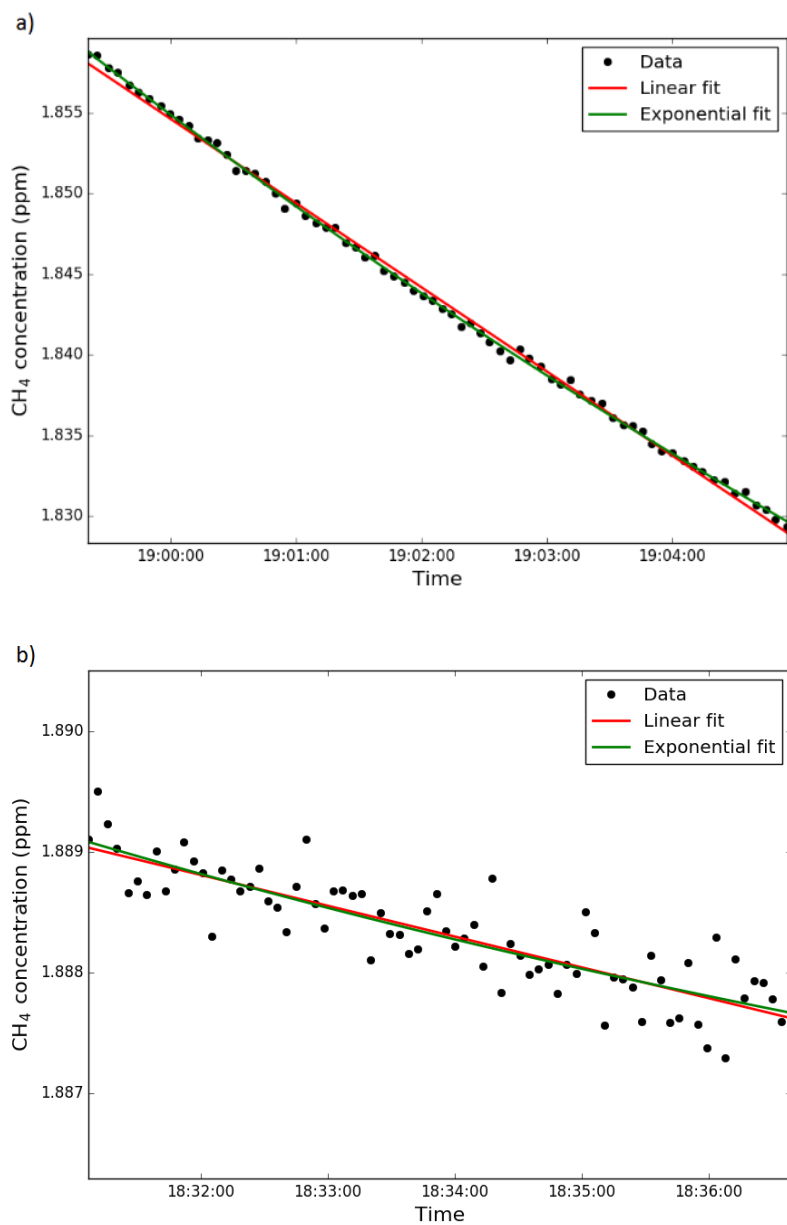 a)
Data
Linear fit
Exponential fit
CH₄ concentration (ppm)
1.855
1.850
1.845
1.840
1.835
1.830
19:00:00 19:01:00 19:02:00 19:03:00 19:04:00
Time
b)
Data
Linear fit
Exponential fit
CH₄ concentration (ppm)
1.890
1.889
1.888
1.887
18:32:00 18:33:00 18:34:00 18:35:00 18:36:00
Time